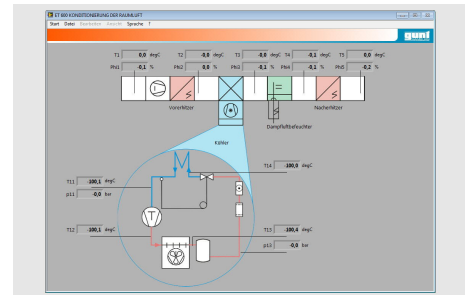 ET 600 KONDITIONIERUNG DER RAUMLUFT
Start Datei Bearbeiten Ansicht Sprache ?
gunt
T1 0,0 degC T2 -0,0 degC T3 -0,0 degC T4 -0,1 degC T5 0,0 degC
Phi1 -0,1 % Phi2 0,0 % Phi3 -0,1 % Phi4 -0,1 % Phi5 -0,2 %
Vorerhitzer Nacherhitzer
Dampfluftbefeuchter
Kühler
T14 -100,0 degC
T11 -100,1 degC
p11 -0,0 bar
T
T12 -100,1 degC T13 -100,4 degC
p13 -0,0 bar